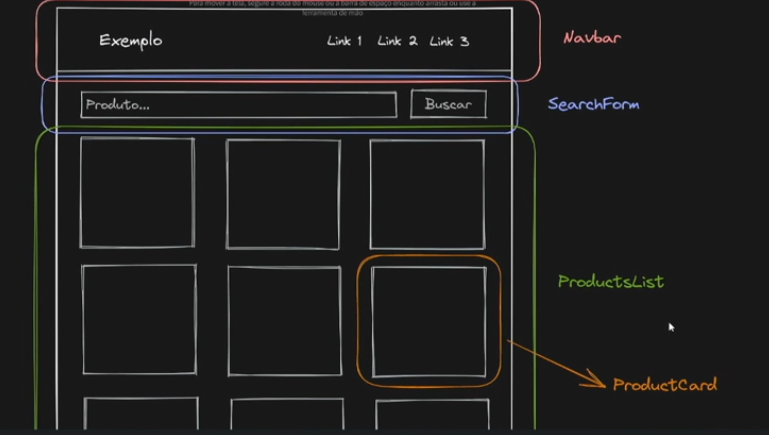 Para mover a tela, segure a roda do mouse ou a barra de espaço enquanto arrasta ou use a
ferramenta de mão
Exemplo
Link 1 Link 2 Link 3
Navbar
Produto...
Buscar
SearchForm
ProductsList
ProductCard